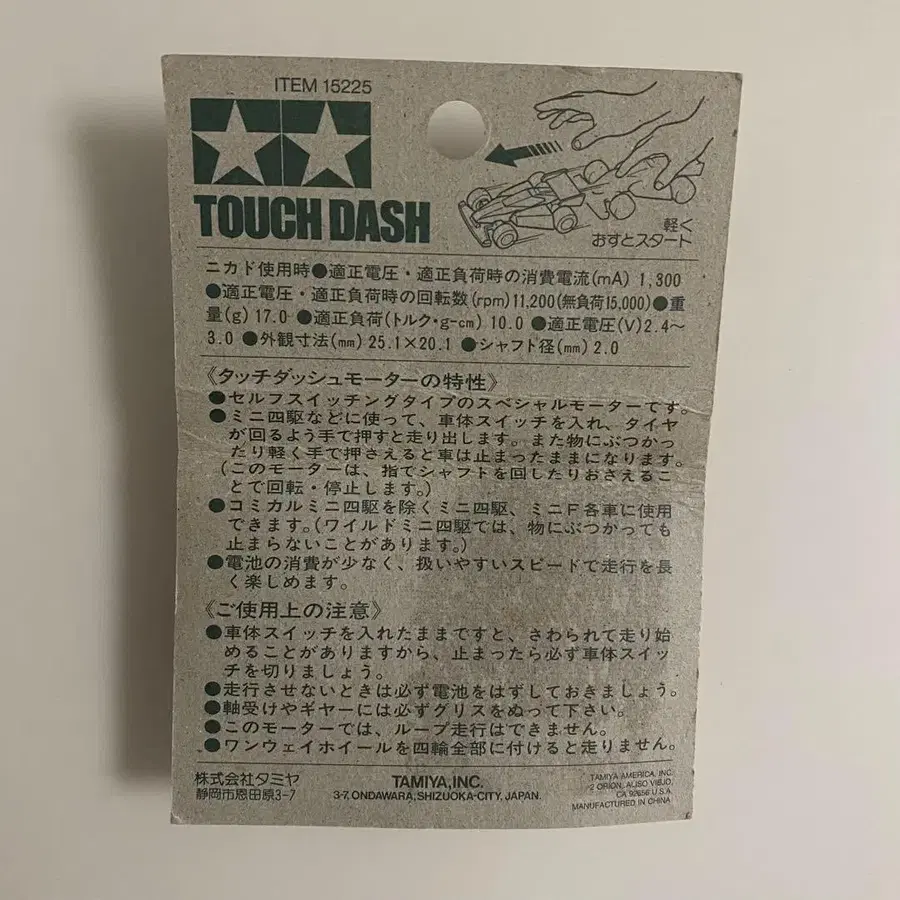 ITEM 15225
TOUCH DASH
軽く
おすとスタート
ニカド使用時●適正電圧・適正負荷時の消費電流(mA) 1,300
●適正電圧・適正負荷時の回転数(rpm)11,200(無負荷15,000)●重
量(g) 17.0 ●適正負荷(トルク・g-cm) 10.0 ●適正電圧(V)2.4～
3.0 ●外観寸法(mm) 25.1×20.1 ●シャフト径(mm) 2.0
《タッチダッシュモーターの特性》
●セルフスイッチングタイプのスペシャルモーターです。
●ミニ四駆などに使って、車体スイッチを入れ、タイヤ
が回るよう手で押すと走り出します。また物にぶつかっ
たり軽く手で押さえると車は止まったままになります。
(このモーターは、指でシャフトを回したりおさえるこ
とで回転・停止します。)
●コミカルミニ四駆を除くミニ四駆、ミニF各車に使用
できます。(ワイルドミニ四駆では、物にぶつかっても
止まらないことがあります。)
●電池の消費が少なく、扱いやすいスピードで走行を長
く楽しめます。
《ご使用上の注意》
●車体スイッチを入れたままですと、さわられて走り始
めることがありますから、止まったら必ず車体スイッ
チを切りましょう。
●走行させないときは必ず電池をはずしておきましょう。
●軸受けやギヤーには必ずグリスをぬって下さい。
●このモーターでは、ループ走行はできません。
●ワンウェイホイールを四輪全部に付けると走りません。
株式会社タミヤ
静岡市恩田原3-7
TAMIYA,INC.
3-7, ONDAWARA, SHIZUOKA-CITY, JAPAN.
TAMIYA AMERICA, INC.
2 ORION, ALISO VIEJO,
CA 92656 U.S.A.
MANUFACTURED IN CHINA